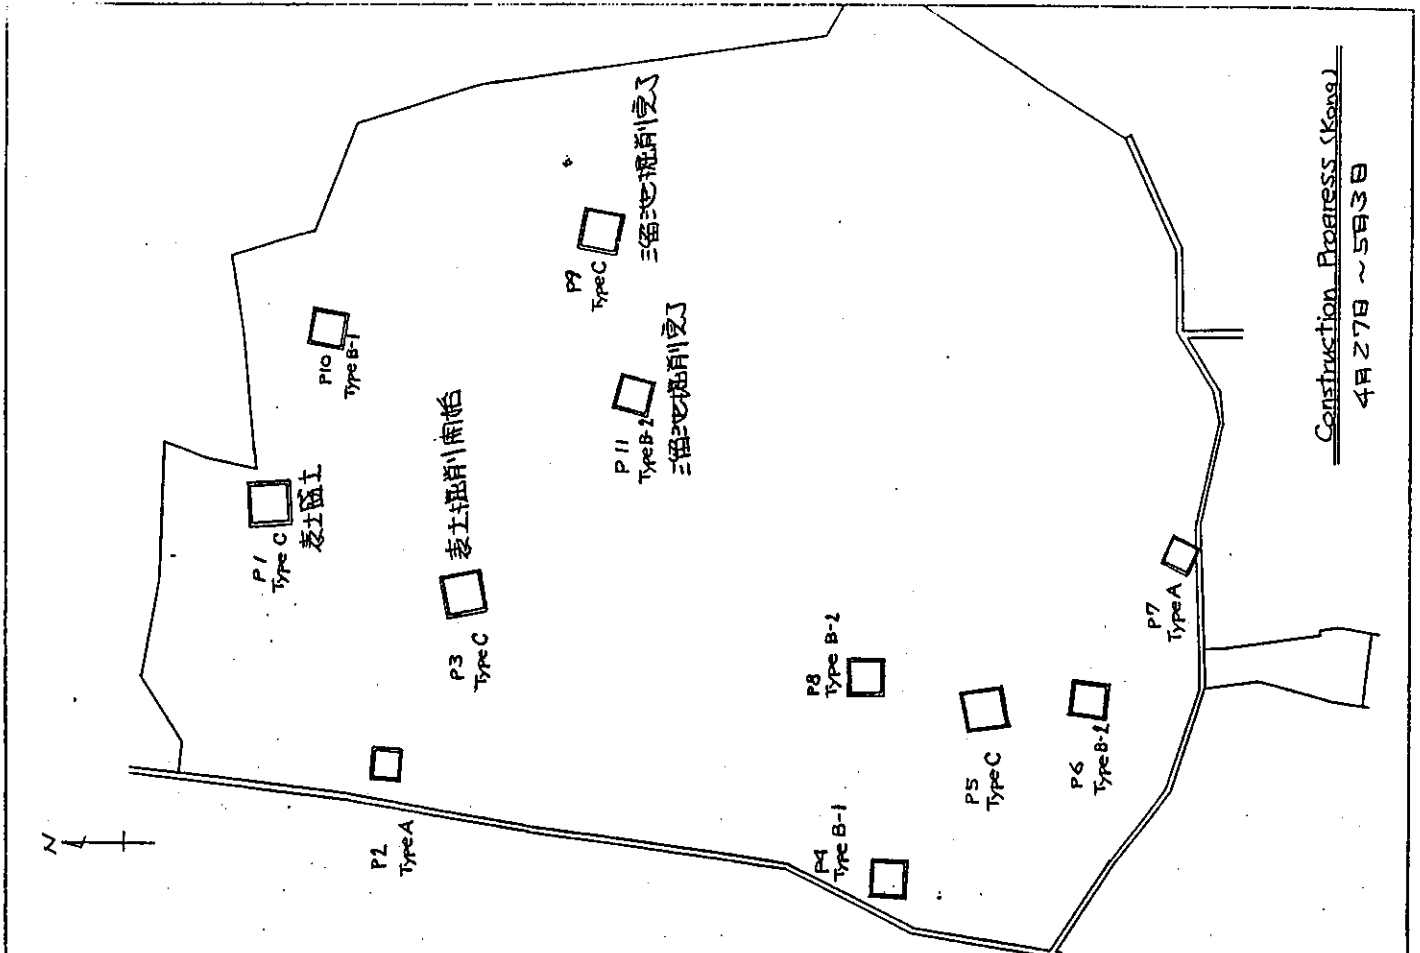 Construction Progress (Kong)
4月27日～5月3日
N
P1
Type C
表土盛土
P2
Type A
P3
Type C
表土掘削開始
P4
Type B-1
P5
Type C
P6
Type B-2
P7
Type A
P8
Type B-2
P9
Type C
三留池掘削完了
P10
Type B-1
P11
Type B-2
三留池掘削完了